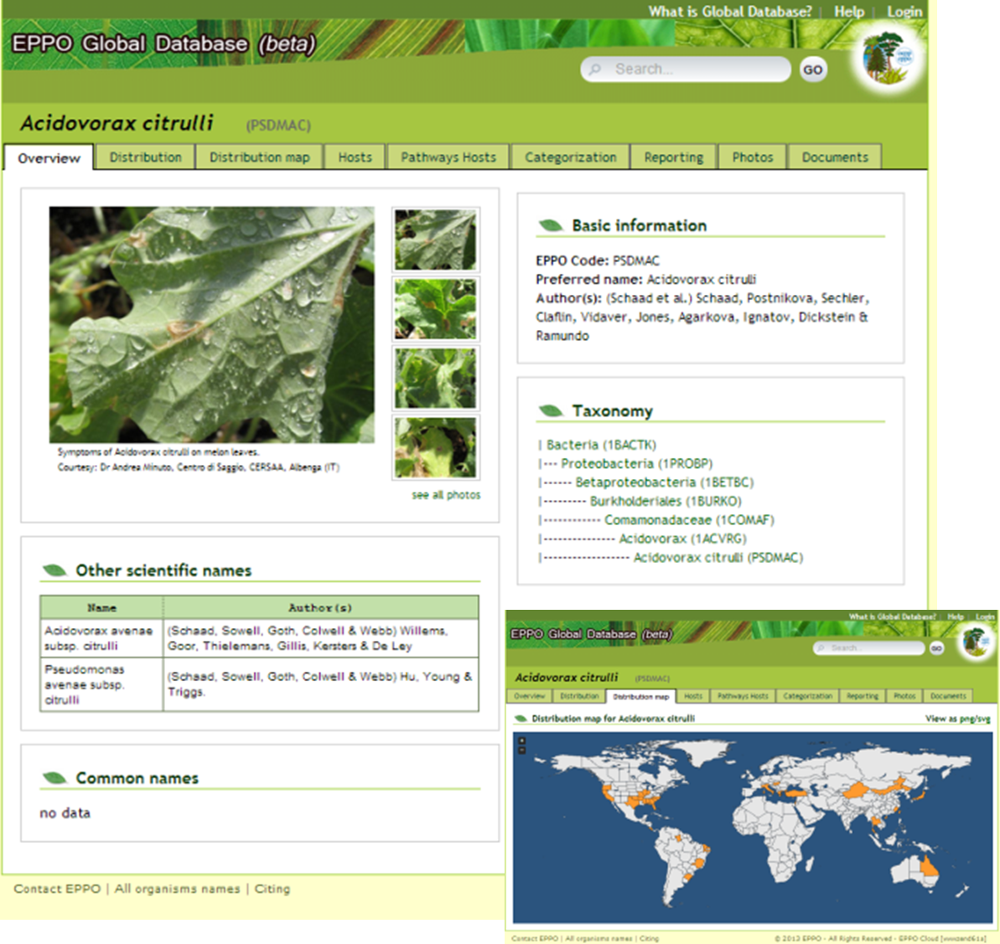 What is Global Database? | Help | Login
EPPO Global Database (beta)
Search...
GO
Acidovorax citrulli (PSDMAC)
Overview
Distribution
Distribution map
Hosts
Pathways Hosts
Categorization
Reporting
Photos
Documents
Symptoms of Acidovorax citrulli on melon leaves.
Courtesy: Dr Andrea Minuto, Centro di Saggio, CERSAA, Albenga (IT)
see all photos
Basic information
EPPO Code: PSDMAC
Preferred name: Acidovorax citrulli
Author(s): (Schaad et al.) Schaad, Postnikova, Sechler,
Claflin, Vidaver, Jones, Agarkova, Ignatov, Dickstein &
Ramundo
Taxonomy
| Bacteria (1BACTK)
|--- Proteobacteria (1PROBP)
|------ Betaproteobacteria (1BETBC)
|--------- Burkholderiales (1BURKO)
|------------ Comamonadaceae (1COMAF)
|--------------- Acidovorax (1ACVRG)
|------------------ Acidovorax citrulli (PSDMAC)
Other scientific names
Name
Author(s)
Acidovorax avenae
subsp. citrulli
(Schaad, Sowell, Goth, Colwell & Webb) Willems,
Goor, Thielemans, Gillis, Kersters & De Ley
Pseudomonas
avenae subsp.
citrulli
(Schaad, Sowell, Goth, Colwell & Webb) Hu, Young &
Triggs.
Common names
no data
Contact EPPO | All organisms names | Citing
What is Global Database? | Help | Login
EPPO Global Database (beta)
Search...
GO
Acidovorax citrulli (PSDMAC)
Overview
Distribution
Distribution map
Hosts
Pathways Hosts
Categorization
Reporting
Photos
Documents
Distribution map for Acidovorax citrulli
View as png/svg
Contact EPPO | All organisms names | Citing
© 2013 EPPO - All Rights Reserved - EPPO Cloud